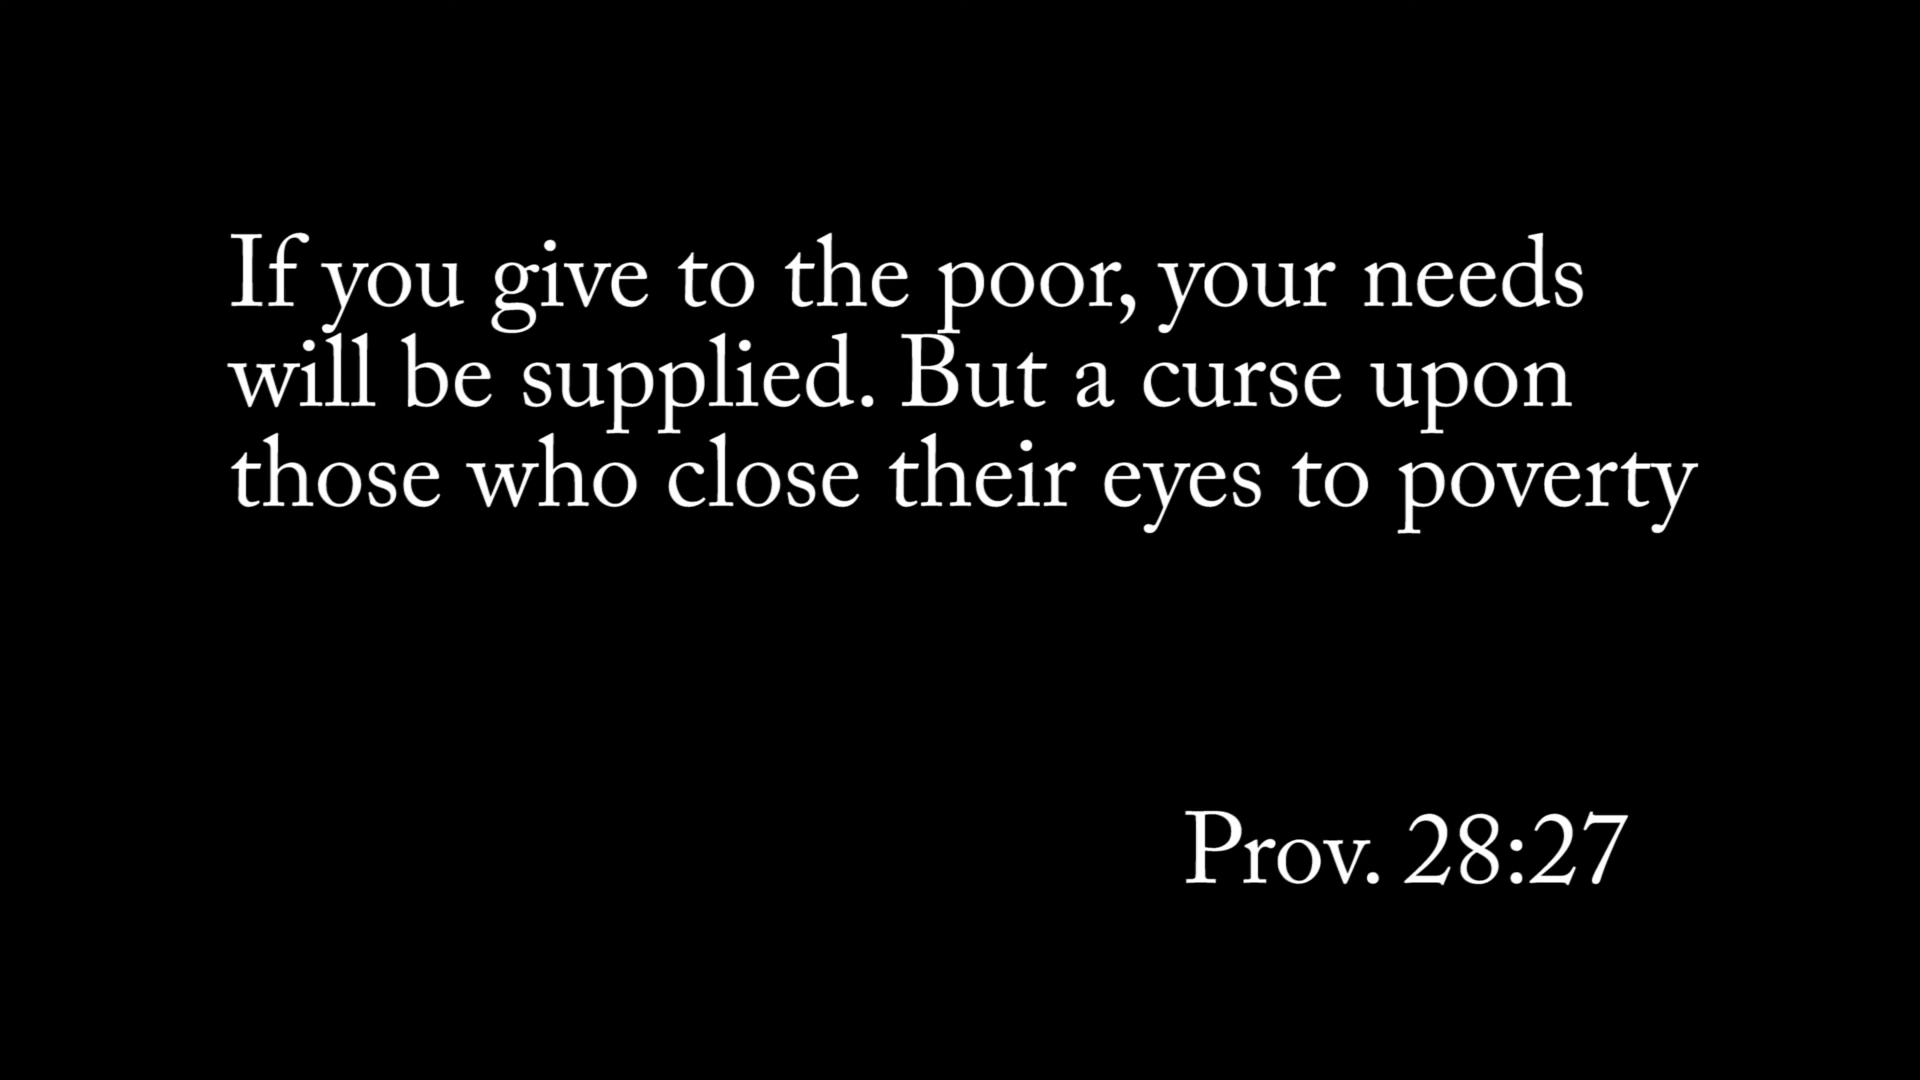 If you give to the poor, your needs
will be supplied. But a curse upon
those who close their eyes to poverty
Prov. 28:27